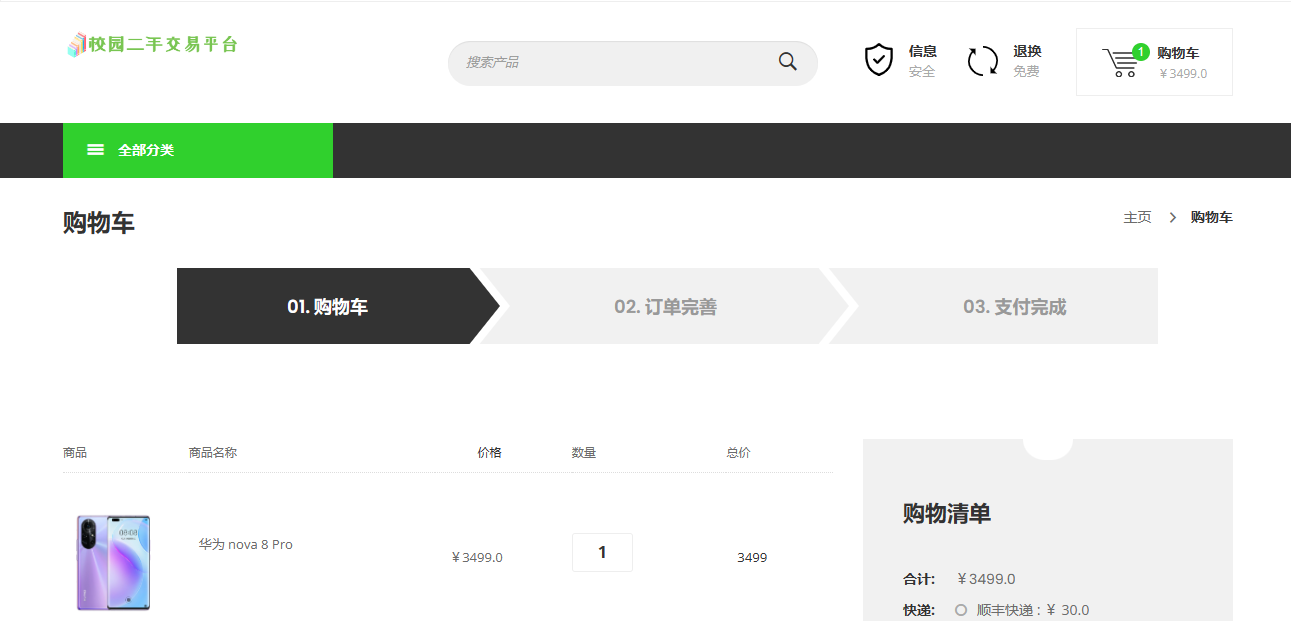 校园二手交易平台
搜索产品
信息
安全
退换
免费
1
购物车
￥3499.0
全部分类
购物车
主页 > 购物车
01. 购物车
02. 订单完善
03. 支付完成
商品 商品名称 价格 数量 总价
华为 nova 8 Pro
￥3499.0
1
3499
购物清单
合计: ￥3499.0
快递: 顺丰快递 : ￥ 30.0